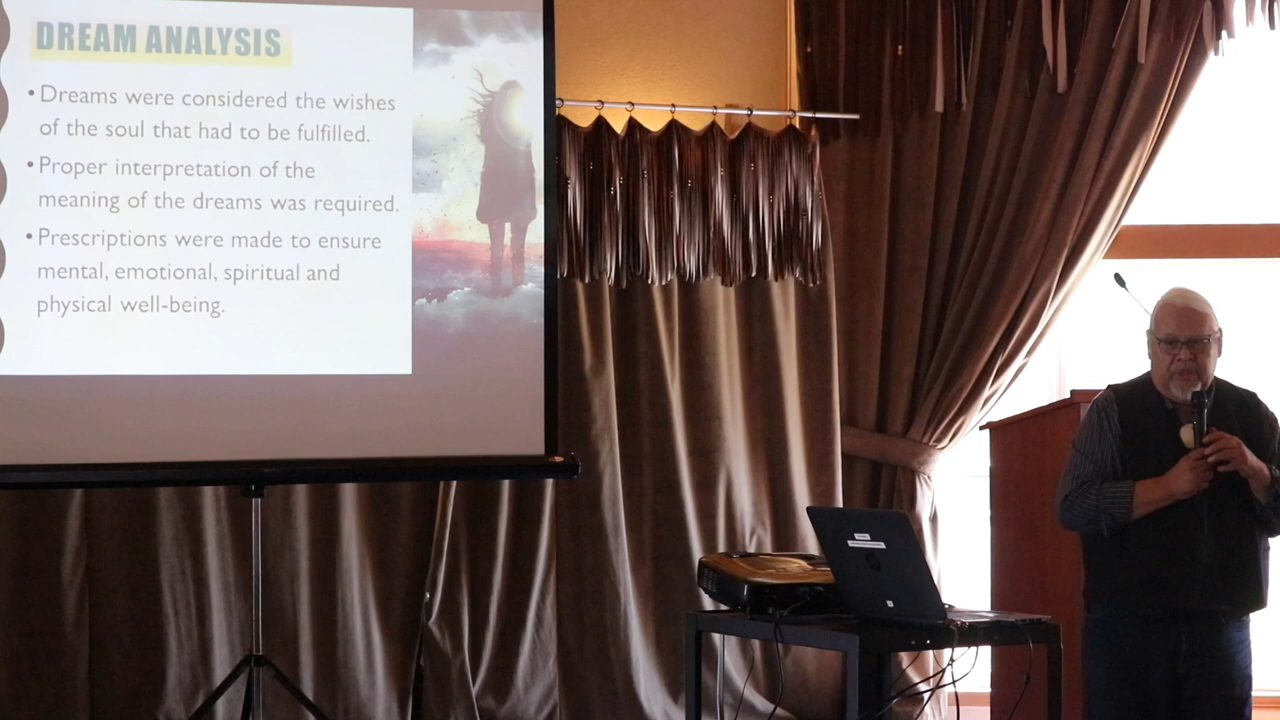 DREAM ANALYSIS
• Dreams were considered the wishes
of the soul that had to be fulfilled.
• Proper interpretation of the
meaning of the dreams was required.
• Prescriptions were made to ensure
mental, emotional, spiritual and
physical well-being.